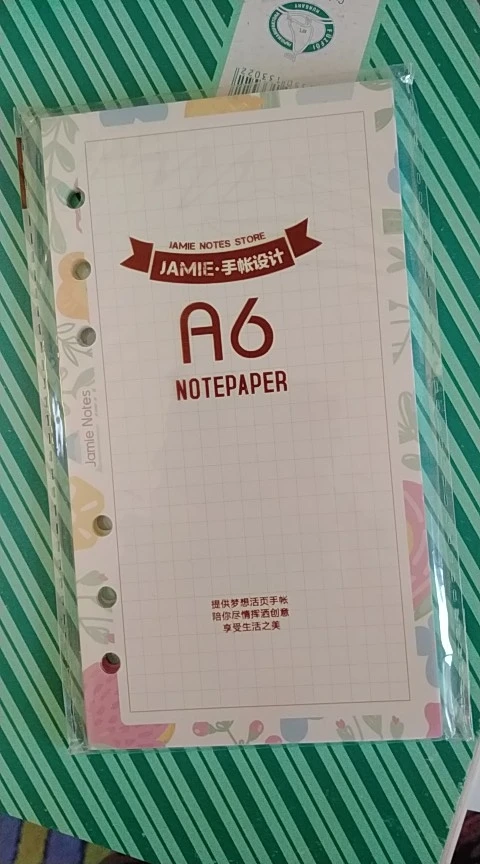 JAMIE NOTES STORE
JAMIE·手帐设计
A6
NOTEPAPER
Jamie Notes
提供梦想活页手帐
陪你尽情挥洒创意
享受生活之美